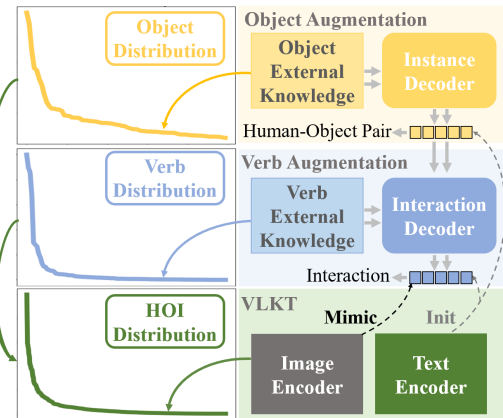 Object
Distribution
Object Augmentation
Object
External
Knowledge
Instance
Decoder
Human-Object Pair
Verb
Distribution
Verb Augmentation
Verb
External
Knowledge
Interaction
Decoder
Interaction
HOI
Distribution
VLKT
Mimic
Init
Image
Encoder
Text
Encoder